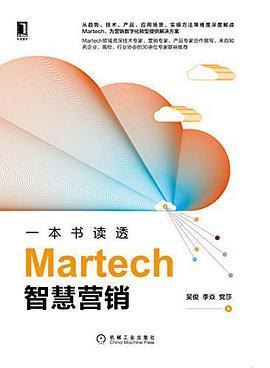 从趋势、技术、产品、应用场景、实操方法等维度深度解读
Martech，为营销数字化转型提供解决方案
Martech领域资深技术专家、营销专家、产品专家合作撰写，来自知
名企业、高校、行业协会的30余位专家联袂推荐
一本书读透
Martech
智慧营销
吴俊 李焱 党莎 著
机械工业出版社
China Machine Press